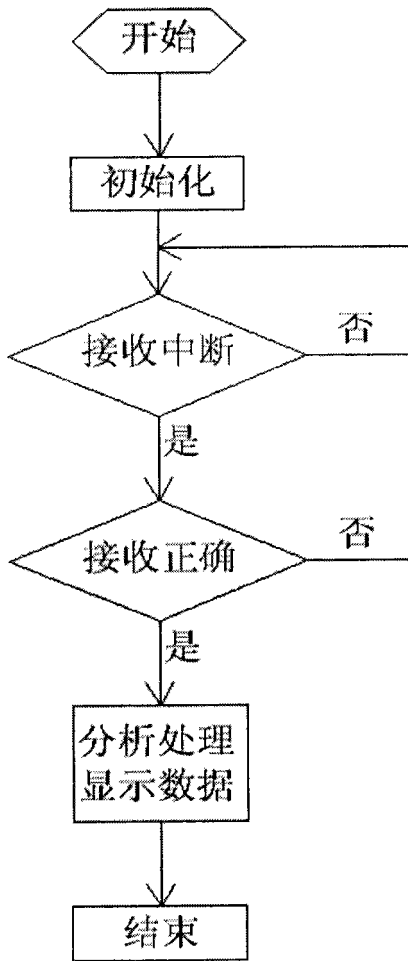 开始
初始化
接收中断
否
是
接收正确
否
是
分析处理
显示数据
结束